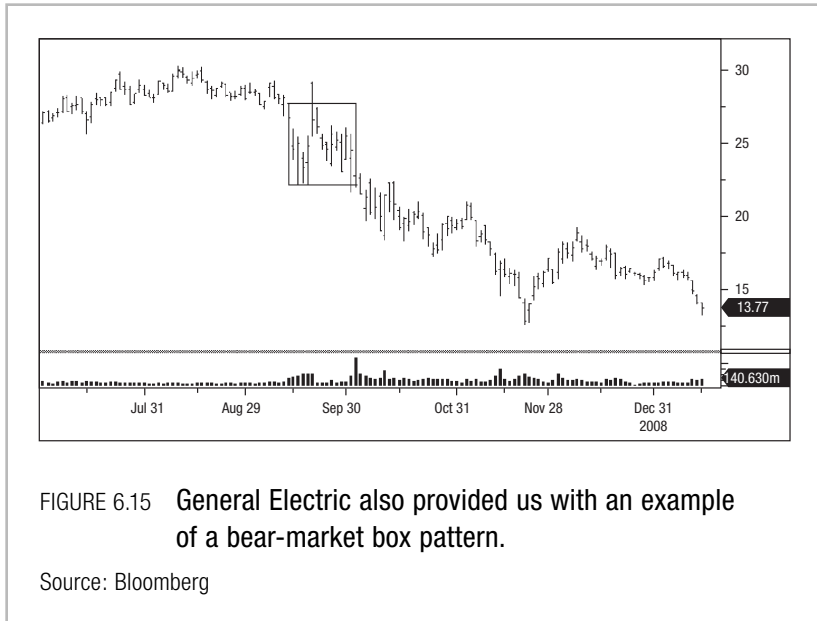 30
25
20
15
13.77
140.630m
Jul 31 Aug 29 Sep 30 Oct 31 Nov 28 Dec 31
2008
FIGURE 6.15 General Electric also provided us with an example
of a bear-market box pattern.
Source: Bloomberg